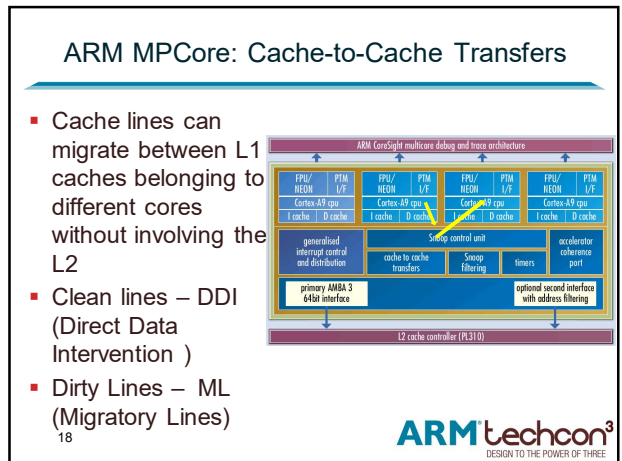 ARM MPCore: Cache-to-Cache Transfers
▪ Cache lines can
migrate between L1
caches belonging to
different cores
without involving the
L2
▪ Clean lines – DDI
(Direct Data
Intervention )
▪ Dirty Lines – ML
(Migratory Lines)
18
ARM CoreSight multicore debug and trace architecture
FPU/ NEON PTM I/F
Cortex-A9 cpu
I cache D cache
FPU/ NEON PTM I/F
Cortex-A9 cpu
I cache D cache
FPU/ NEON PTM I/F
Cortex-A9 cpu
I cache D cache
FPU/ NEON PTM I/F
Cortex-A9 cpu
I cache D cache
generalised
interrupt control
and distribution
Snoop control unit
cache to cache
transfers
Snoop
filtering
timers
accelerator
coherence
port
primary AMBA 3
64bit interface
optional second interface
with address filtering
L2 cache controller (PL310)
ARM techcon³
DESIGN TO THE POWER OF THREE